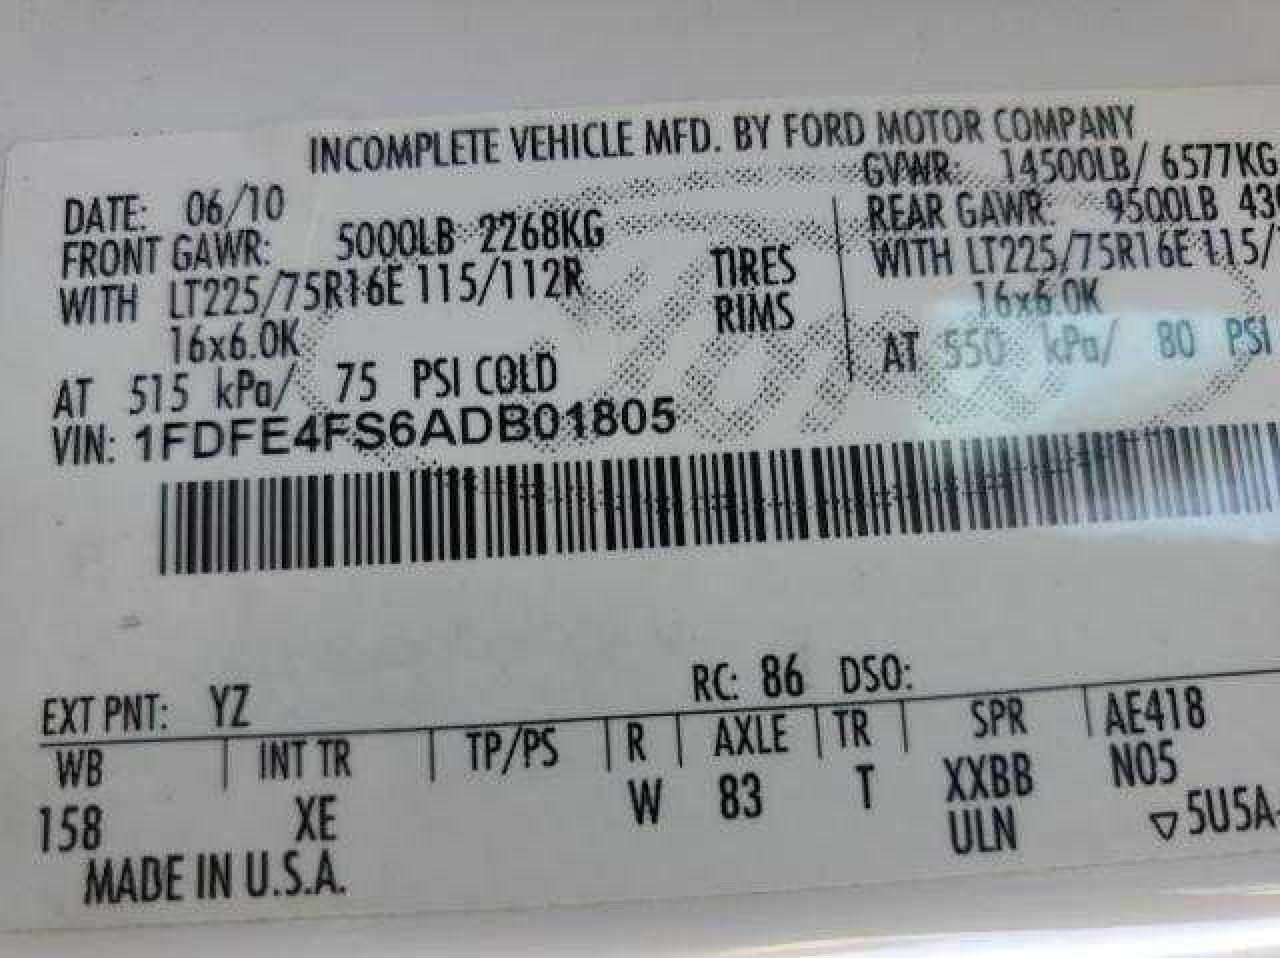 INCOMPLETE VEHICLE MFD. BY FORD MOTOR COMPANY
DATE: 06/10 GVWR: 14500LB/ 6577KG
FRONT GAWR: 5000LB 2268KG REAR GAWR: 9500LB 43
WITH LT225/75R16E 115/112R TIRES WITH LT225/75R16E 115/
16x6.0K RIMS 16x6.0K
AT 515 kPa/ 75 PSI COLD AT 550 kPa/ 80 PSI
VIN: 1FDFE4FS6ADB01805
EXT PNT: YZ RC: 86 DSO:
WB INT TR TP/PS R AXLE TR SPR AE418
158 XE W 83 T XXBB N05
ULN ▽5U5A-
MADE IN U.S.A.